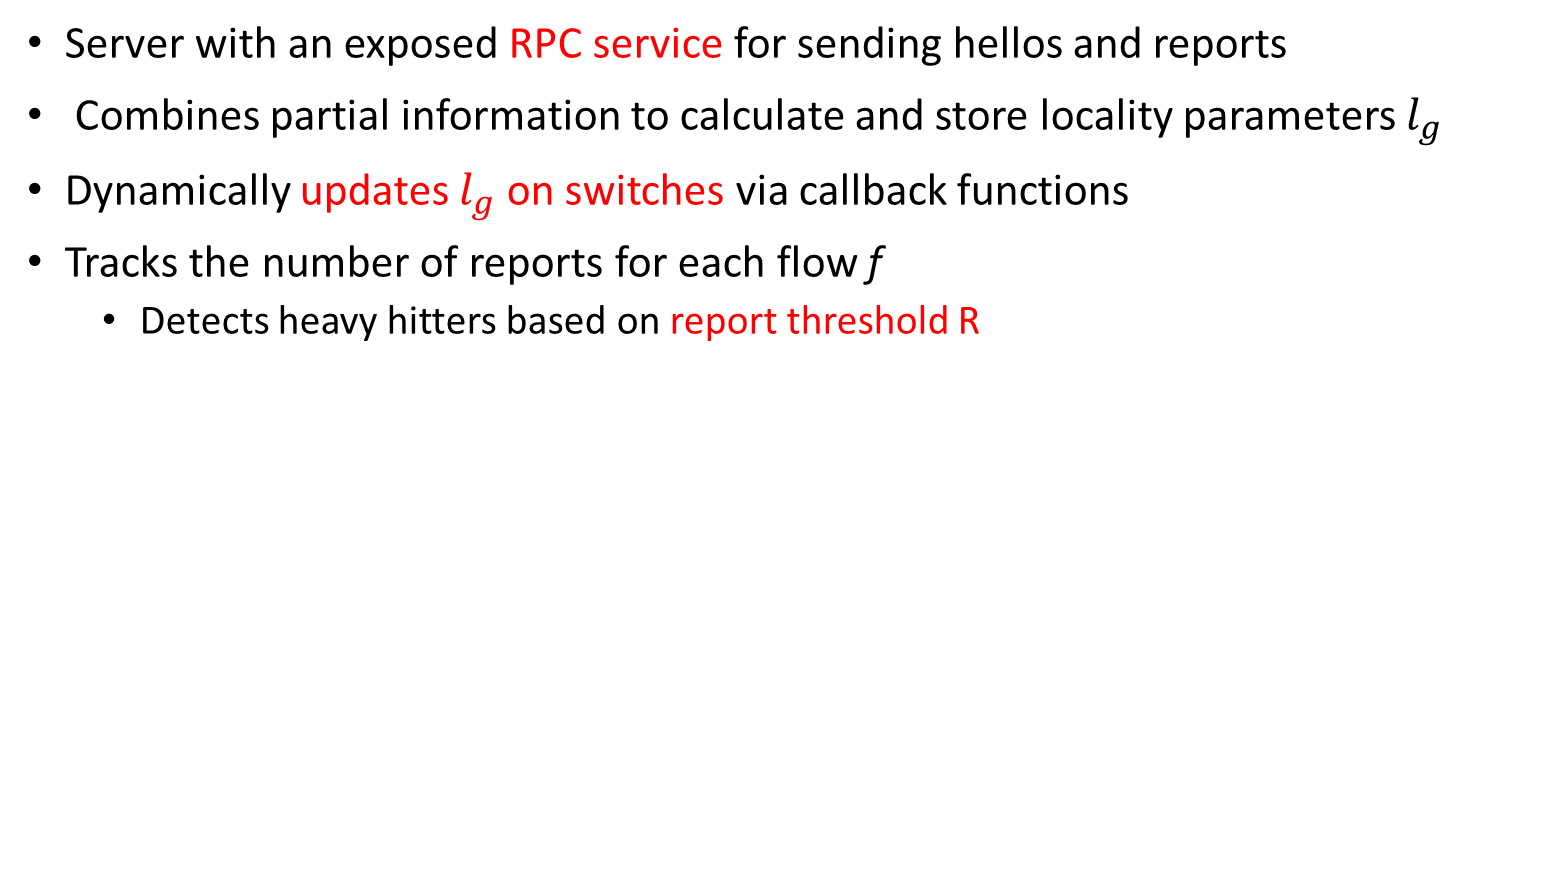 • Server with an exposed RPC service for sending hellos and reports
• Combines partial information to calculate and store locality parameters l_g
• Dynamically updates l_g on switches via callback functions
• Tracks the number of reports for each flow f
• Detects heavy hitters based on report threshold R